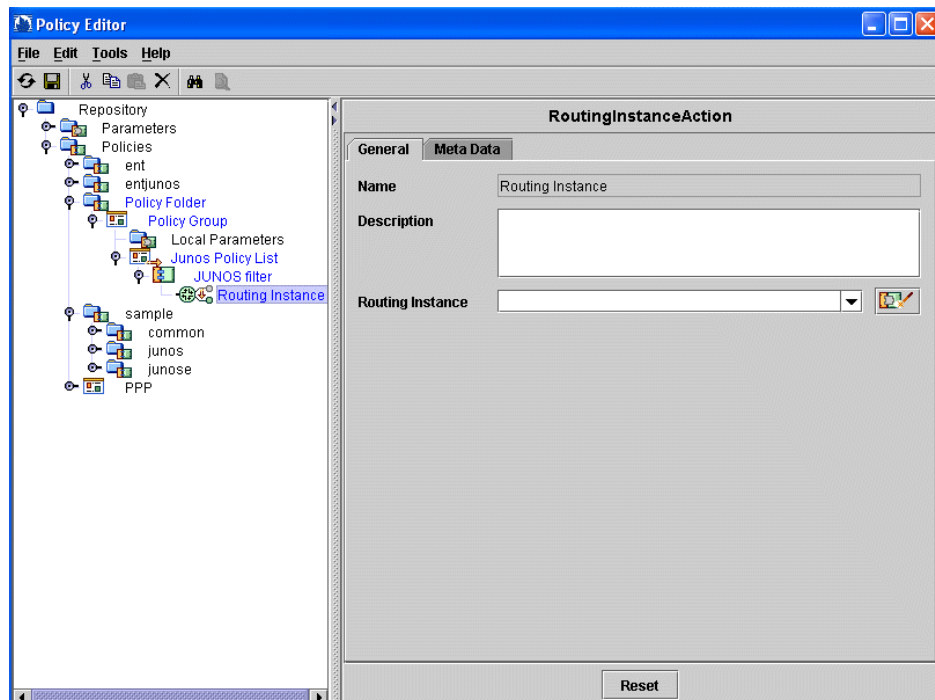 Policy Editor
File Edit Tools Help
Repository
Parameters
Policies
ent
entjunos
Policy Folder
Policy Group
Local Parameters
Junos Policy List
JUNOS filter
Routing Instance
sample
common
junos
junose
PPP
RoutingInstanceAction
General Meta Data
Name Routing Instance
Description
Routing Instance
Reset